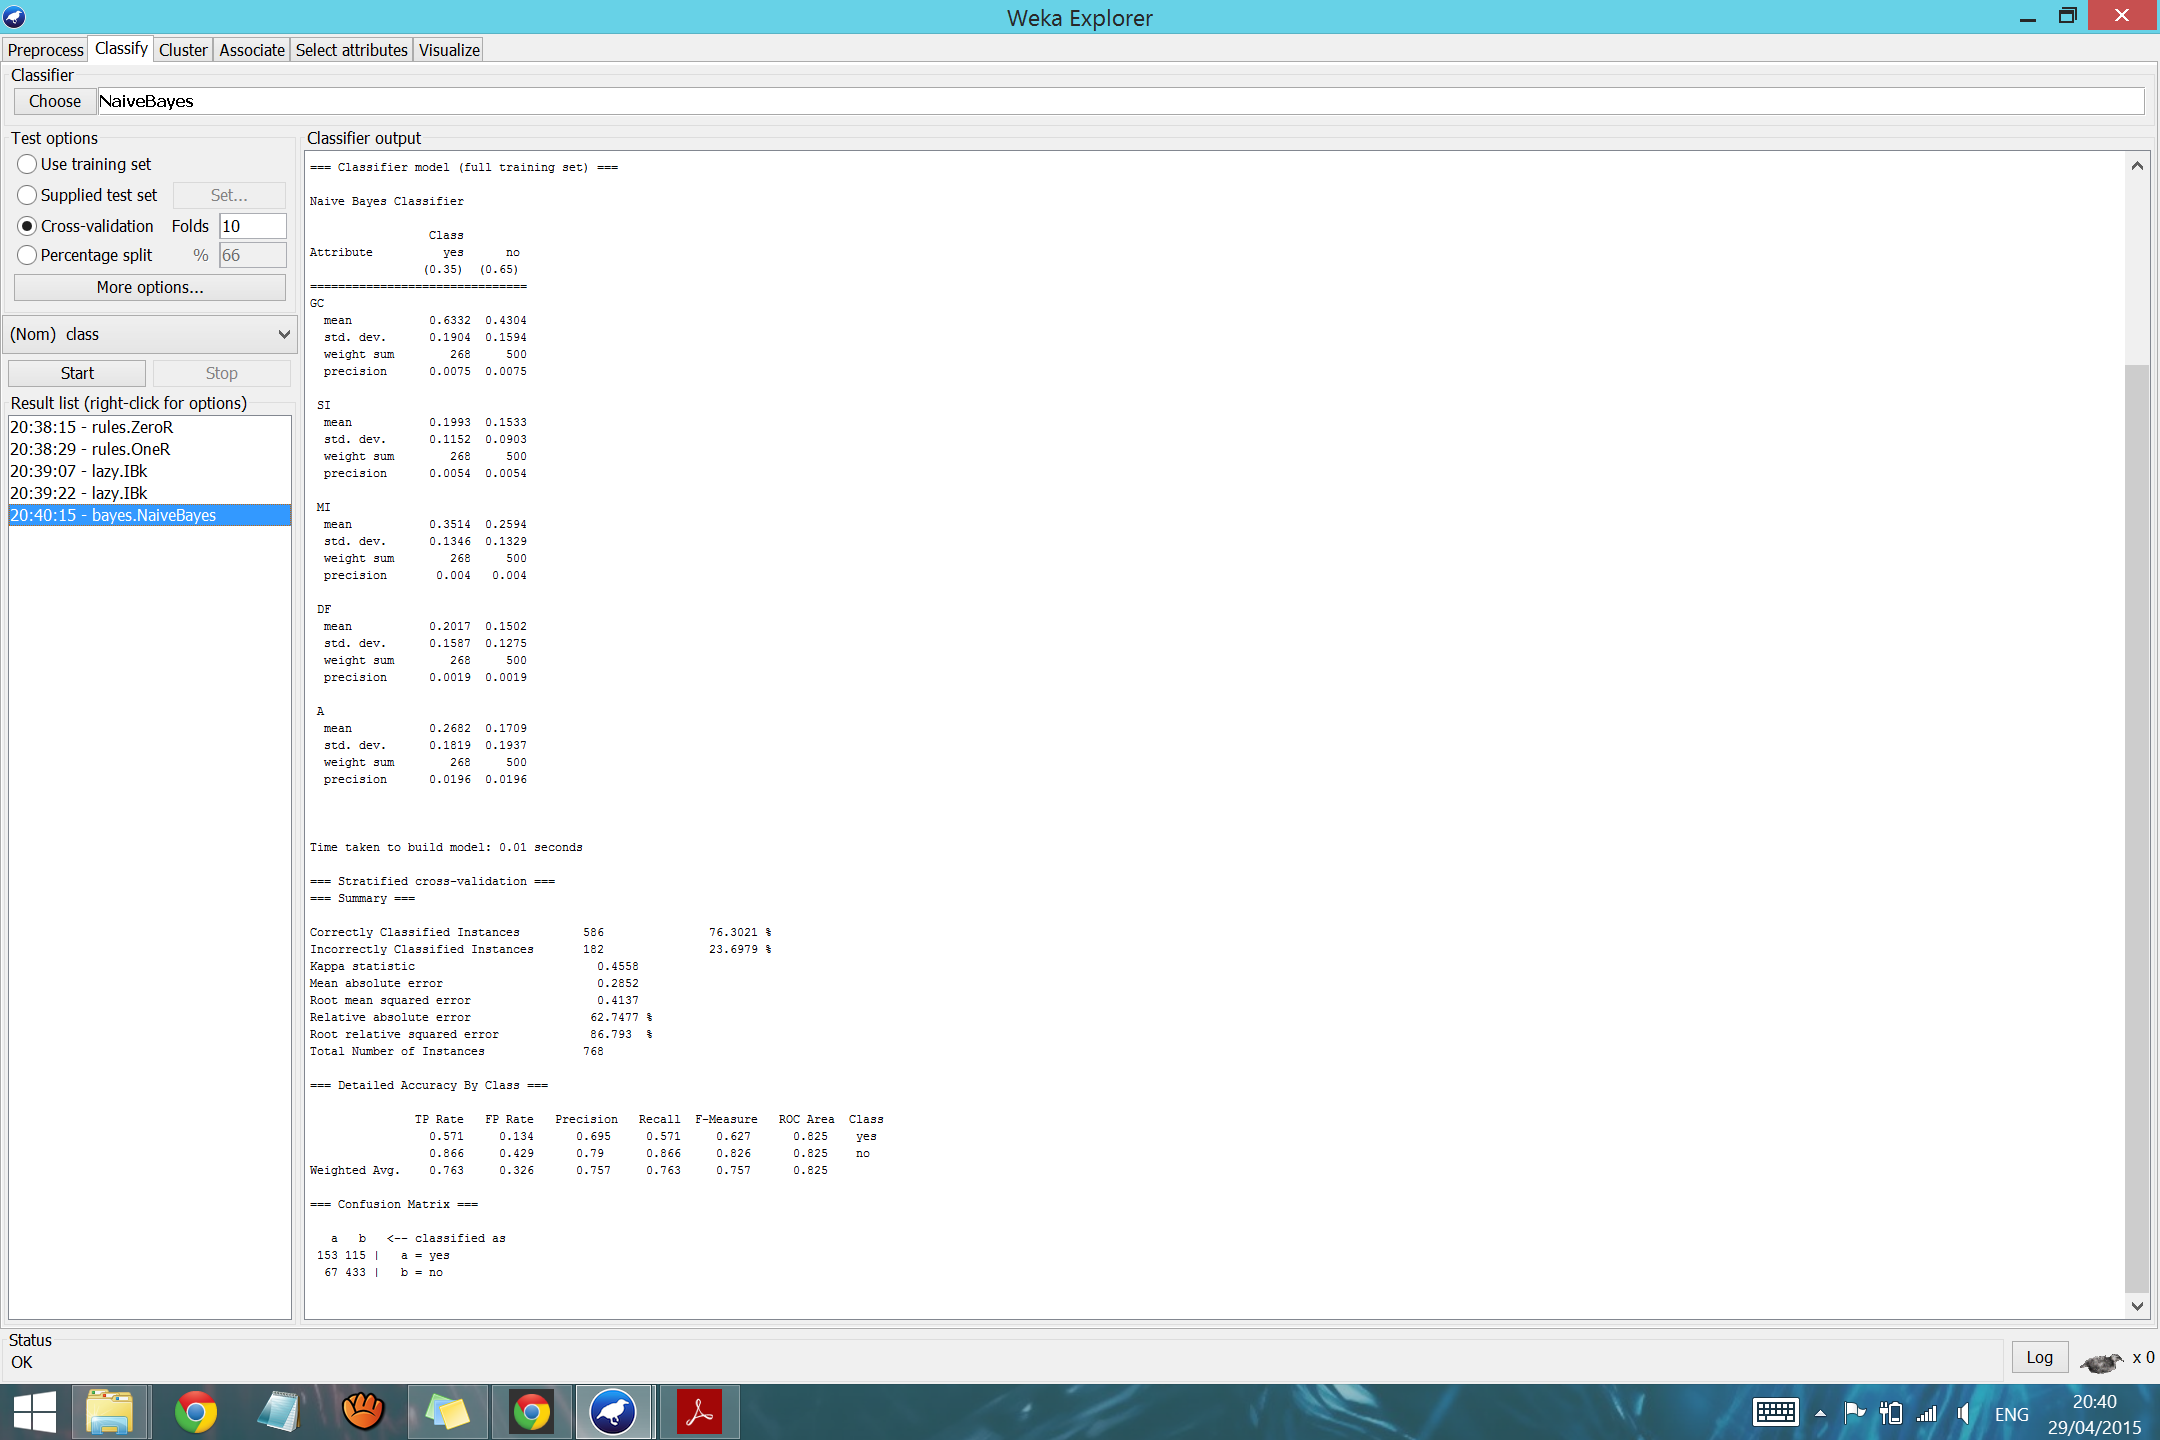 Weka Explorer
Preprocess Classify Cluster Associate Select attributes Visualize
Classifier
Choose NaiveBayes
Test options
Use training set
Supplied test set Set...
Cross-validation Folds 10
Percentage split % 66
More options...
(Nom) class
Start Stop
Result list (right-click for options)
20:38:15 - rules.ZeroR
20:38:29 - rules.OneR
20:39:07 - lazy.IBk
20:39:22 - lazy.IBk
20:40:15 - bayes.NaiveBayes
Classifier output
=== Classifier model (full training set) ===
Naive Bayes Classifier
Class
Attribute yes no
(0.35) (0.65)
===============================
GC
mean 0.6332 0.4304
std. dev. 0.1904 0.1594
weight sum 268 500
precision 0.0075 0.0075
SI
mean 0.1993 0.1533
std. dev. 0.1152 0.0903
weight sum 268 500
precision 0.0054 0.0054
MI
mean 0.3514 0.2594
std. dev. 0.1346 0.1329
weight sum 268 500
precision 0.004 0.004
DF
mean 0.2017 0.1502
std. dev. 0.1587 0.1275
weight sum 268 500
precision 0.0019 0.0019
A
mean 0.2682 0.1709
std. dev. 0.1819 0.1937
weight sum 268 500
precision 0.0196 0.0196
Time taken to build model: 0.01 seconds
=== Stratified cross-validation ===
=== Summary ===
Correctly Classified Instances 586 76.3021 %
Incorrectly Classified Instances 182 23.6979 %
Kappa statistic 0.4558
Mean absolute error 0.2852
Root mean squared error 0.4137
Relative absolute error 62.7477 %
Root relative squared error 86.793 %
Total Number of Instances 768
=== Detailed Accuracy By Class ===
TP Rate FP Rate Precision Recall F-Measure ROC Area Class
0.571 0.134 0.695 0.571 0.627 0.825 yes
0.866 0.429 0.79 0.866 0.826 0.825 no
Weighted Avg. 0.763 0.326 0.757 0.763 0.757 0.825
=== Confusion Matrix ===
a b <-- classified as
153 115 | a = yes
67 433 | b = no
Status
OK
Log x 0
ENG
20:40
29/04/2015